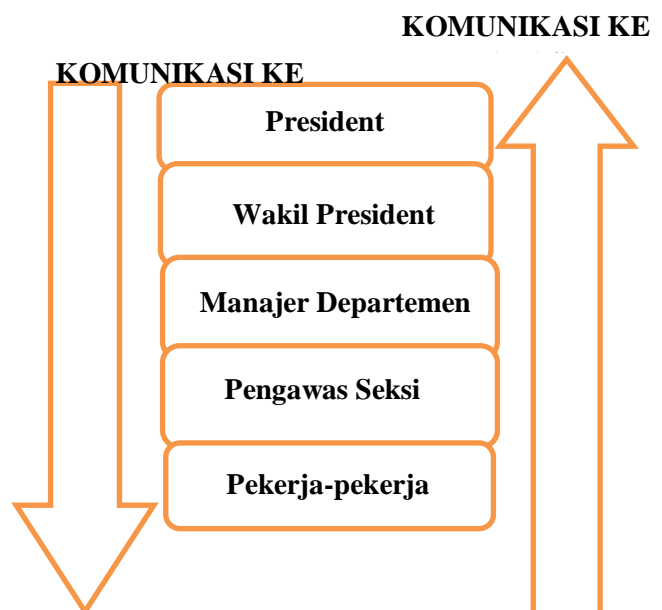 KOMUNIKASI KE
KOMUNIKASI KE
President
Wakil President
Manajer Departemen
Pengawas Seksi
Pekerja-pekerja